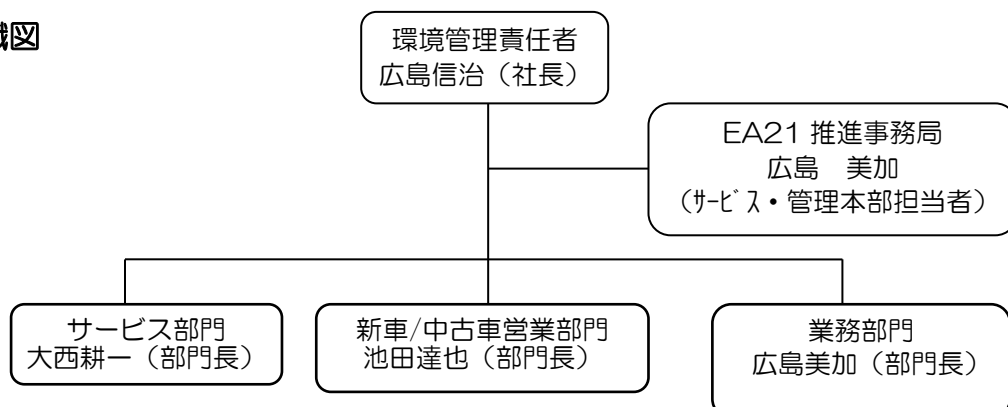 織図
環境管理責任者
広島信治（社長）
EA21 推進事務局
広島　美加
（ｻｰﾋﾞｽ・管理本部担当者）
サービス部門
大西耕一（部門長）
新車/中古車営業部門
池田達也（部門長）
業務部門
広島美加（部門長）